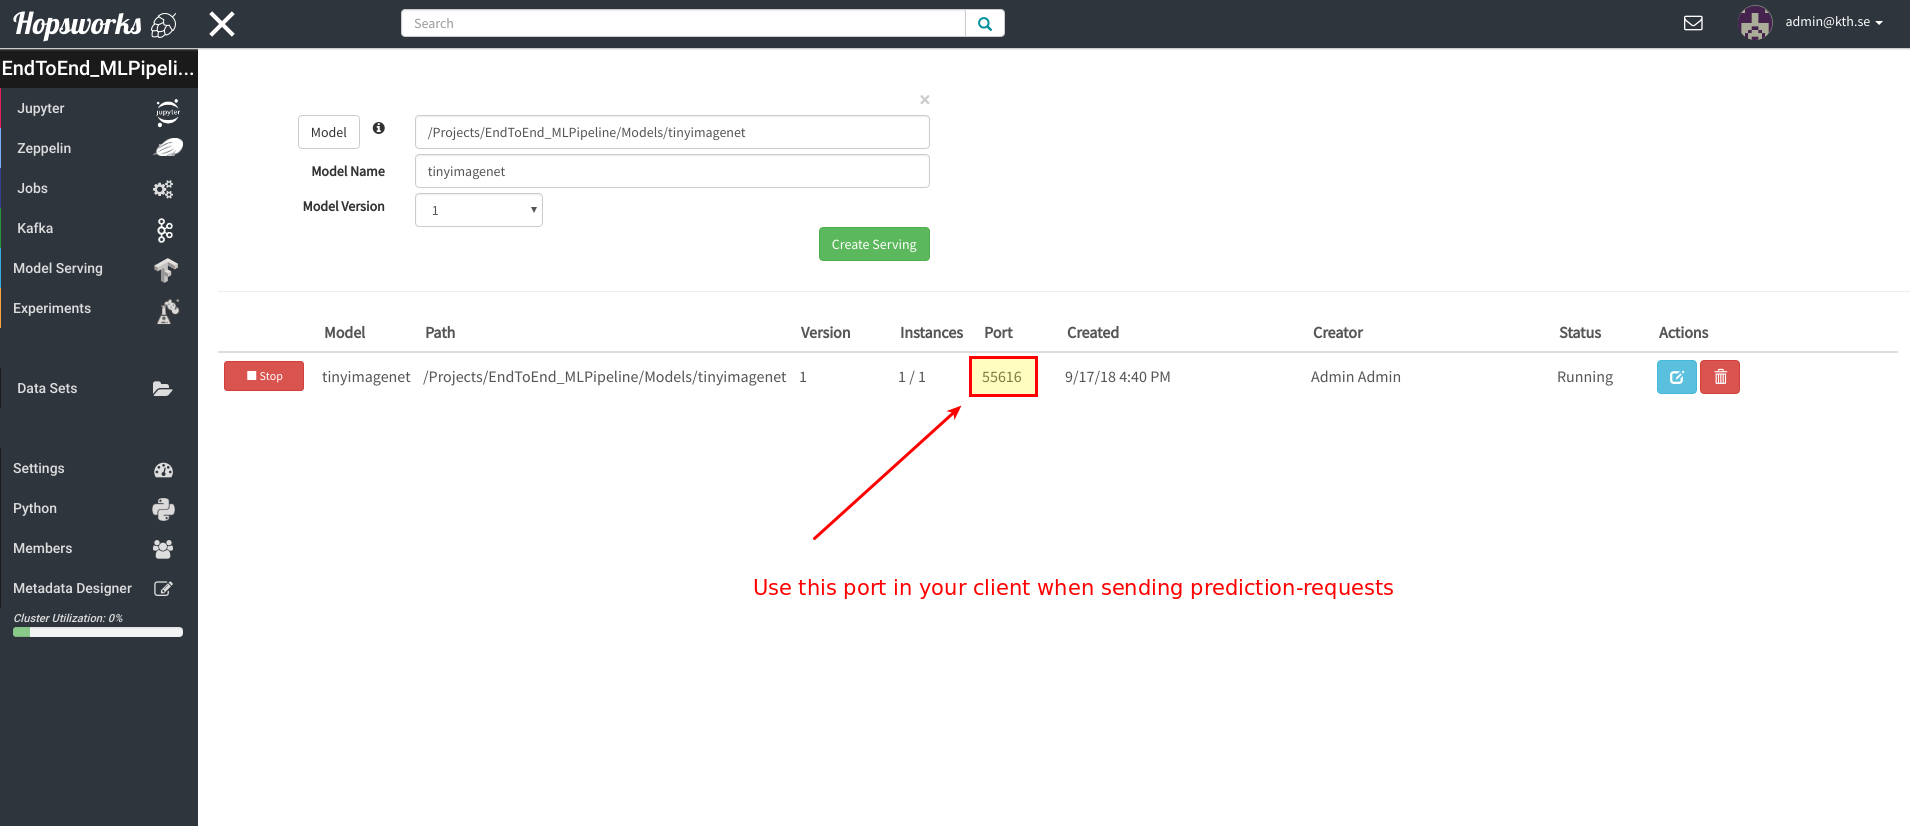 Hopsworks
Search
admin@kth.se
EndToEnd_MLPipeli...
Jupyter
jupyter
Zeppelin
Jobs
Kafka
Model Serving
Experiments
Data Sets
Settings
Python
Members
Metadata Designer
Cluster Utilization: 0%
×
Model /Projects/EndToEnd_MLPipeline/Models/tinyimagenet
Model Name tinyimagenet
Model Version 1
Create Serving
Model Path Version Instances Port Created Creator Status Actions
Stop tinyimagenet /Projects/EndToEnd_MLPipeline/Models/tinyimagenet 1 1 / 1 55616 9/17/18 4:40 PM Admin Admin Running
Use this port in your client when sending prediction-requests